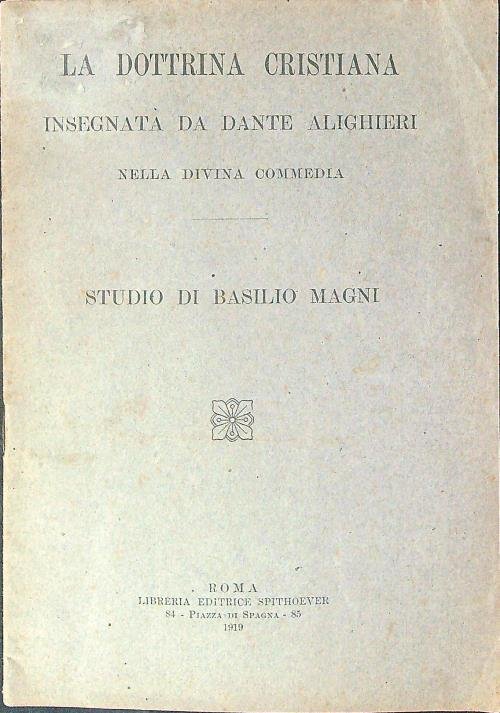 LA DOTTRINA CRISTIANA
INSEGNATA DA DANTE ALIGHIERI
NELLA DIVINA COMMEDIA
STUDIO DI BASILIO MAGNI
ROMA
LIBRERIA EDITRICE SPITHOEVER
84 - PIAZZA DI SPAGNA - 85
1919